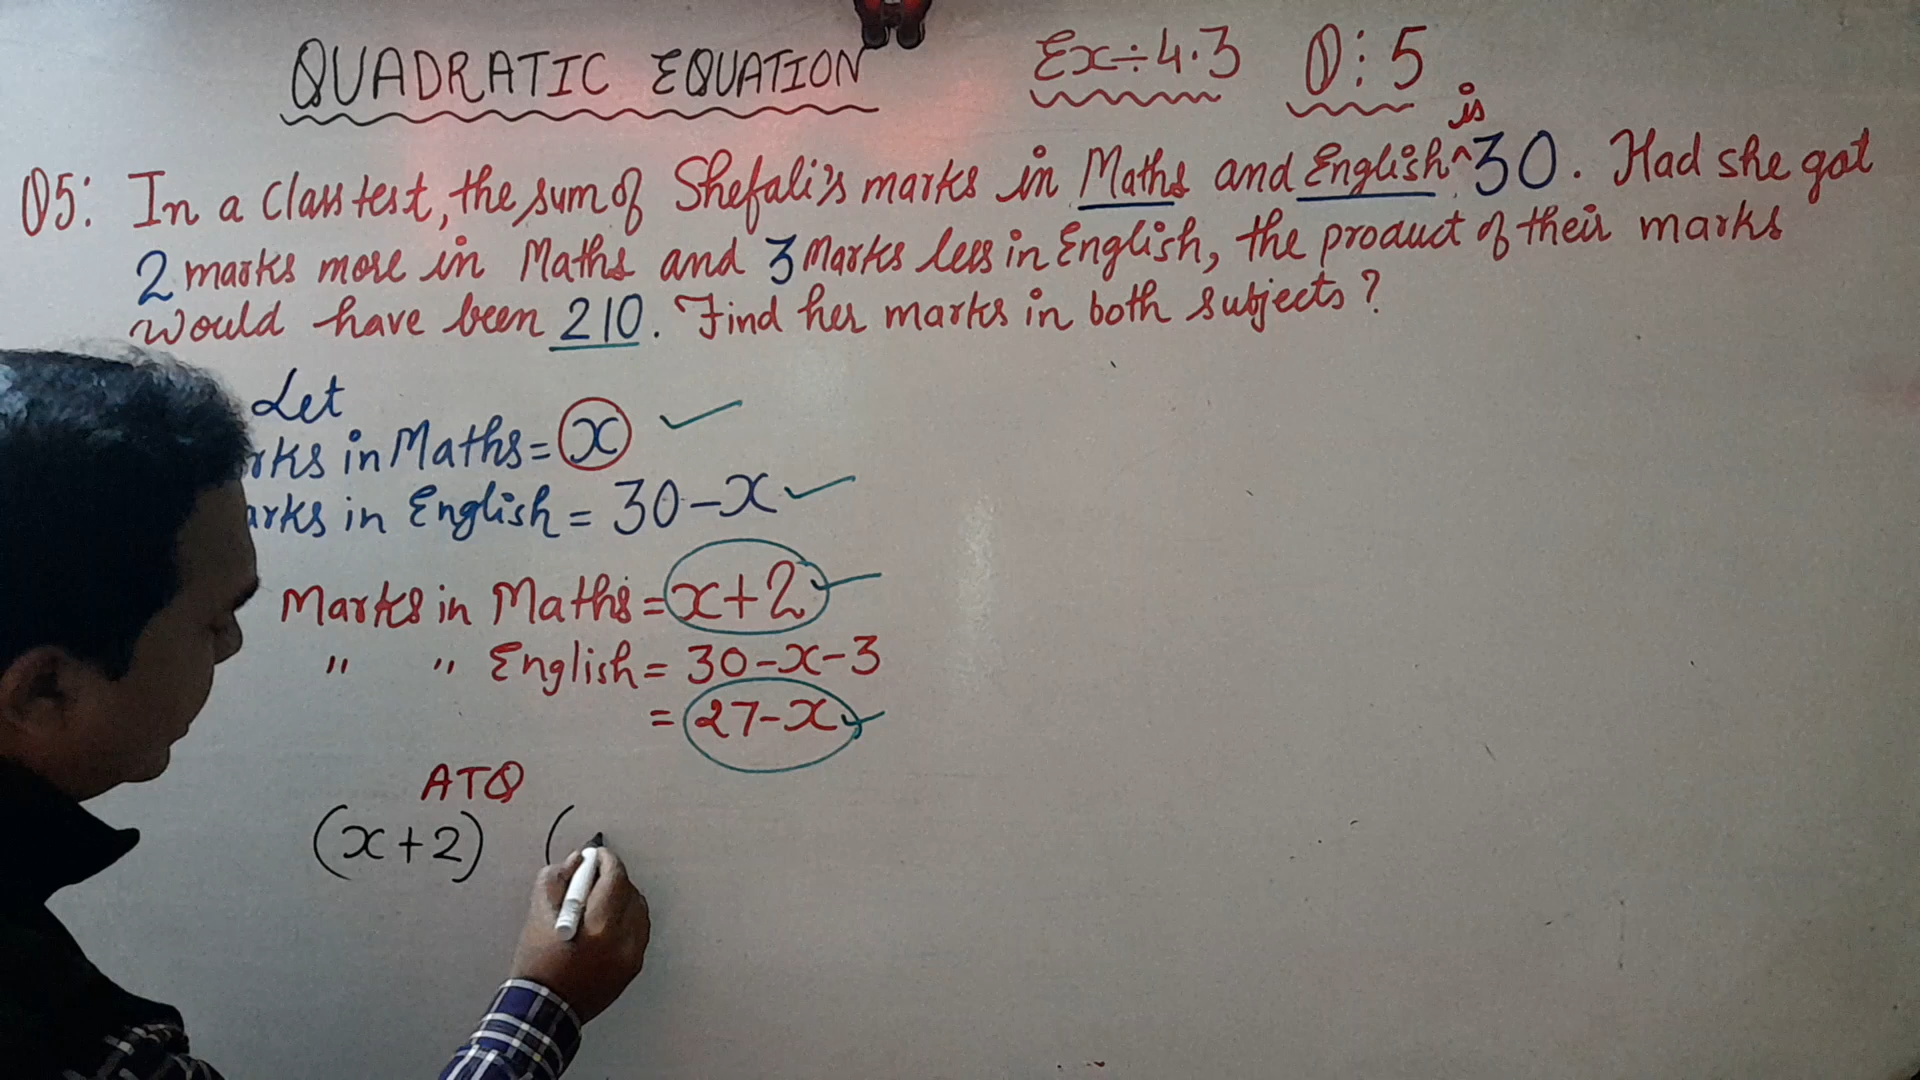 QUADRATIC EQUATION Ex÷4.3 Q:5
Q5: In a Class test, the sum of Shefali's marks in Maths and English ^is 30. Had she got
2 marks more in Maths and 3 Marks less in English, the product of their marks
would have been 210. Find her marks in both subjects?
Let
rks in Maths = x ✓
arks in English = 30-x ✓
Marks in Maths = x+2 ✓
" " English = 30-x-3
= 27-x ✓
ATQ
(x+2) (